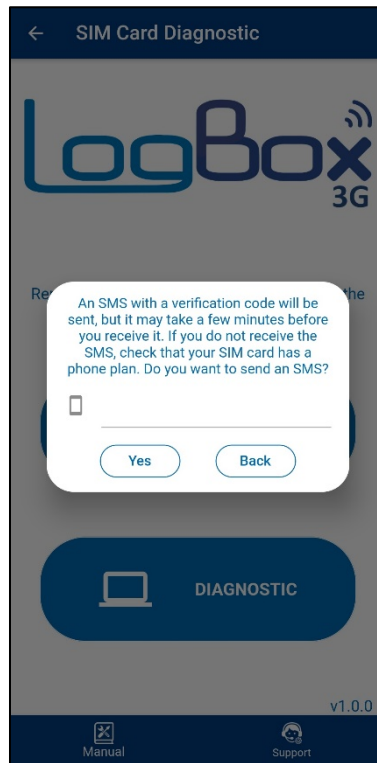 SIM Card Diagnostic
LogBox
3G
Re
the
An SMS with a verification code will be
sent, but it may take a few minutes before
you receive it. If you do not receive the
SMS, check that your SIM card has a
phone plan. Do you want to send an SMS?
Yes Back
DIAGNOSTIC
v1.0.0
Manual Support